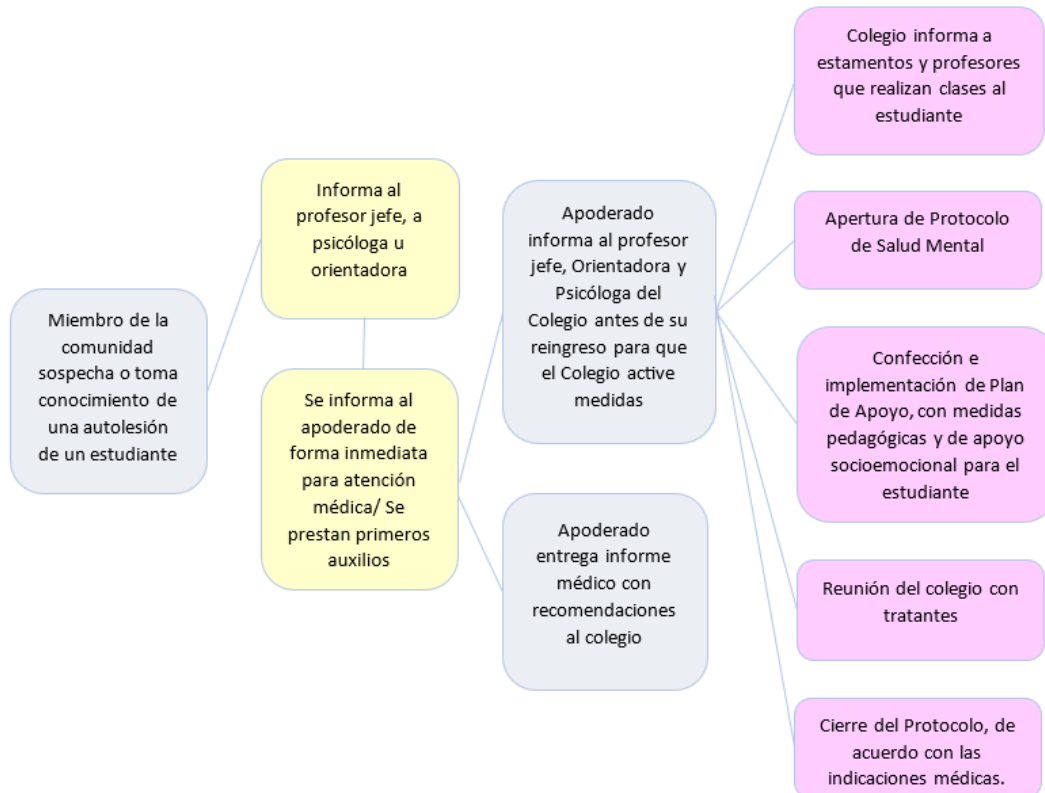 Miembro de la
comunidad
sospecha o toma
conocimiento de
una autolesión
de un estudiante
Informa al
profesor jefe, a
psicóloga u
orientadora
Se informa al
apoderado de
forma inmediata
para atención
médica/ Se
prestan primeros
auxilios
Apoderado
informa al profesor
jefe, Orientadora y
Psicóloga del
Colegio antes de su
reingreso para que
el Colegio active
medidas
Apoderado
entrega informe
médico con
recomendaciones
al colegio
Colegio informa a
estamentos y profesores
que realizan clases al
estudiante
Apertura de Protocolo
de Salud Mental
Confección e
implementación de Plan
de Apoyo, con medidas
pedagógicas y de apoyo
socioemocional para el
estudiante
Reunión del colegio con
tratantes
Cierre del Protocolo, de
acuerdo con las
indicaciones médicas.